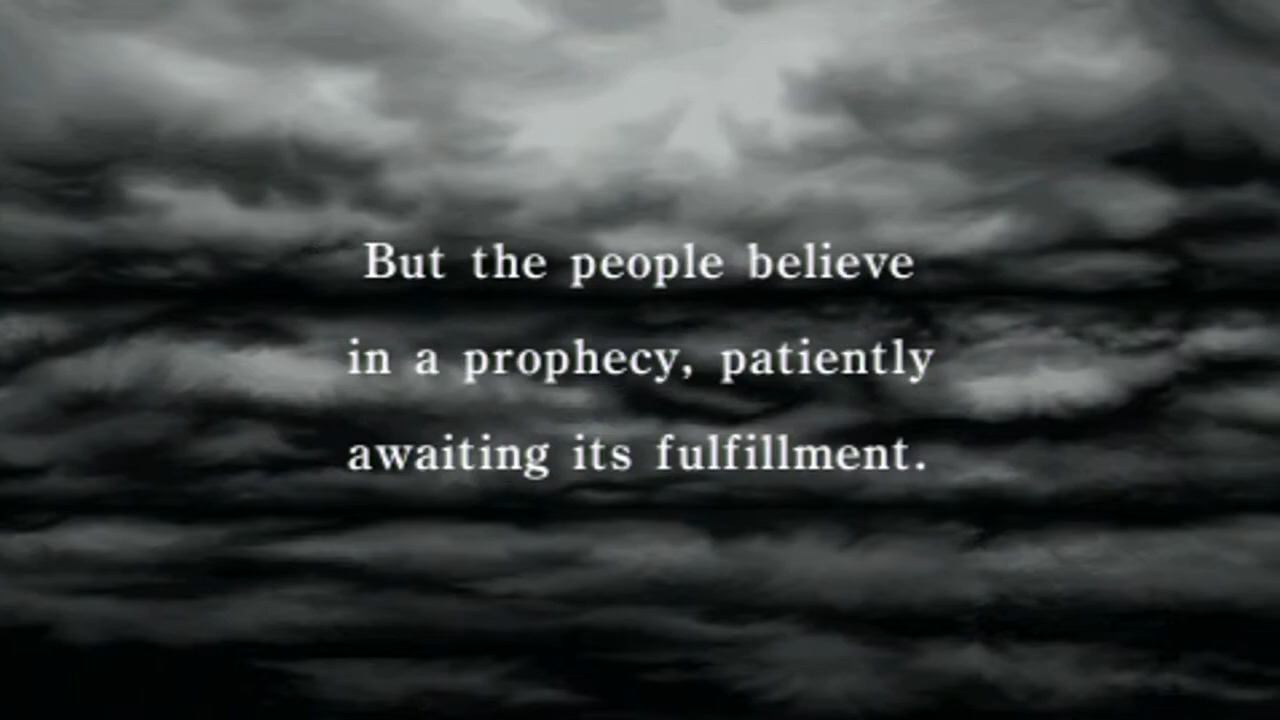 But the people believe
in a prophecy, patiently
awaiting its fulfillment.